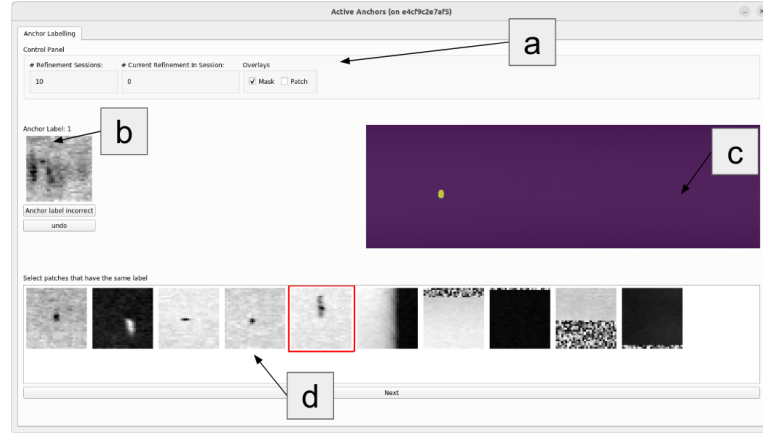 Active Anchors (on e4cf9c2e7af5)
Anchor Labelling
Control Panel
# Refinement Sessions:
# Current Refinement In Session:
Overlays
10
0
Mask
Patch
a
Anchor Label: 1
b
c
Anchor label incorrect
undo
Select patches that have the same label
d
Next